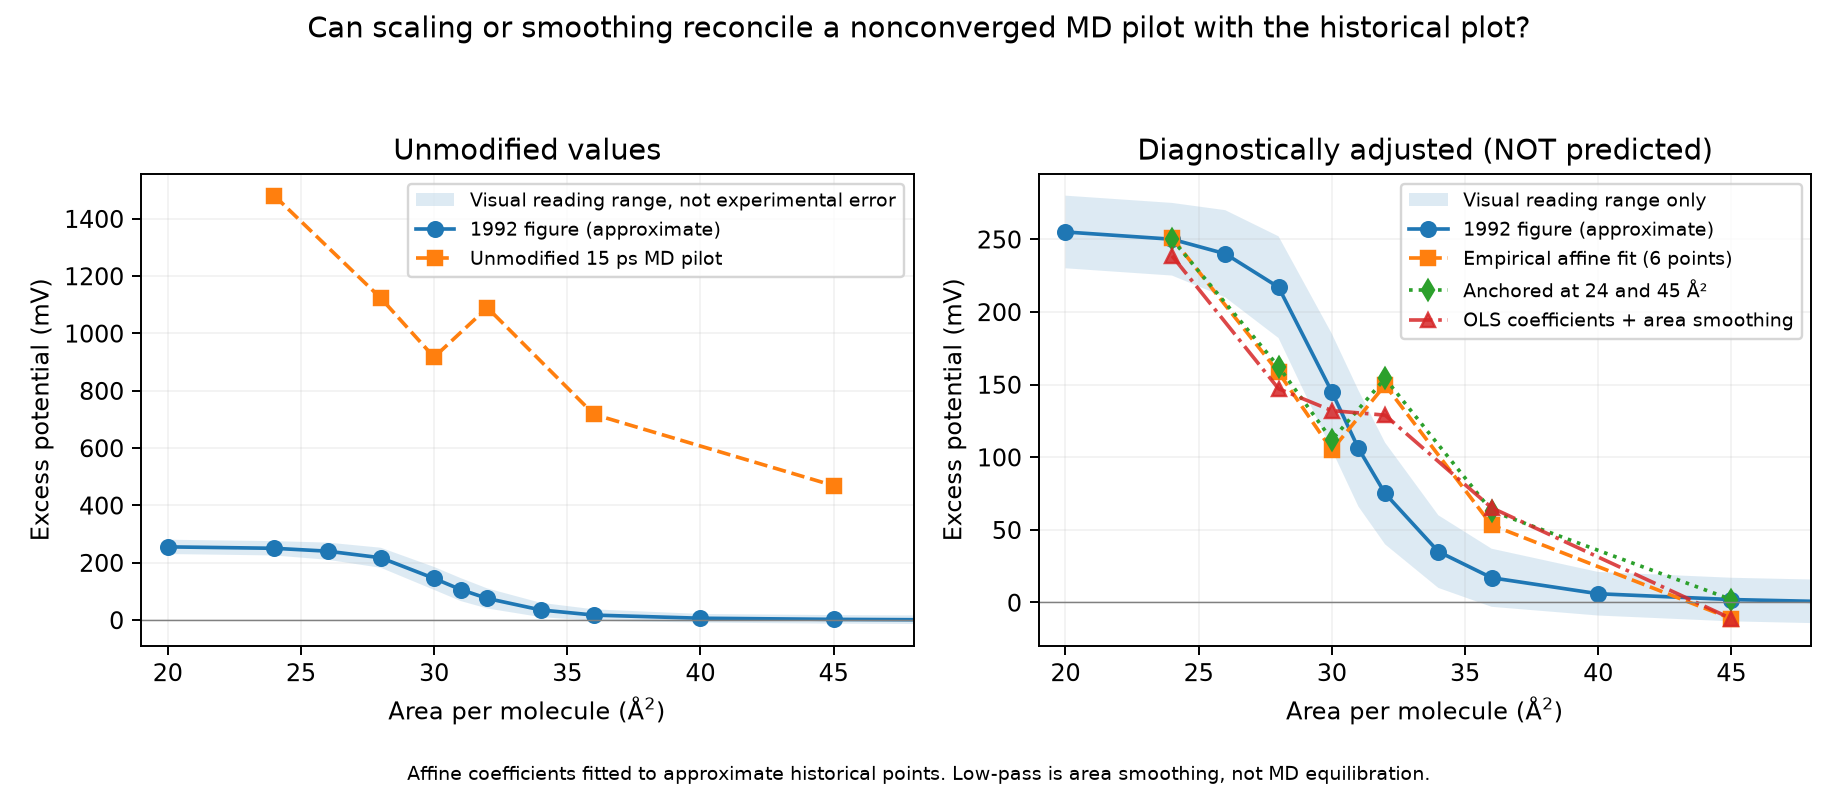 Can scaling or smoothing reconcile a nonconverged MD pilot with the historical plot?
Unmodified values
Excess potential (mV)
1400
1200
1000
800
600
400
200
0
20
25
30
35
40
45
Area per molecule (Å²)
Visual reading range, not experimental error
1992 figure (approximate)
Unmodified 15 ps MD pilot
Diagnostically adjusted (NOT predicted)
Excess potential (mV)
250
200
150
100
50
0
20
25
30
35
40
45
Area per molecule (Å²)
Visual reading range only
1992 figure (approximate)
Empirical affine fit (6 points)
Anchored at 24 and 45 Å²
OLS coefficients + area smoothing
Affine coefficients fitted to approximate historical points. Low-pass is area smoothing, not MD equilibration.